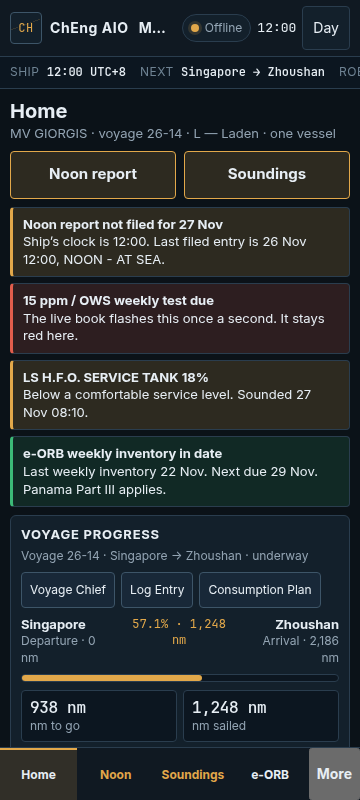 CH ChEng AIO M... Offline 12:00 Day
SHIP 12:00 UTC+8 NEXT Singapore → Zhoushan ROB
Home
MV GIORGIS · voyage 26-14 · L — Laden · one vessel
Noon report Soundings
Noon report not filed for 27 Nov
Ship's clock is 12:00. Last filed entry is 26 Nov
12:00, NOON - AT SEA.
15 ppm / OWS weekly test due
The live book flashes this once a second. It stays
red here.
LS H.F.O. SERVICE TANK 18%
Below a comfortable service level. Sounded 27
Nov 08:10.
e-ORB weekly inventory in date
Last weekly inventory 22 Nov. Next due 29 Nov.
Panama Part III applies.
VOYAGE PROGRESS
Voyage 26-14 · Singapore → Zhoushan · underway
Voyage Chief Log Entry Consumption Plan
Singapore 57.1% · 1,248 Zhoushan
Departure · 0 nm Arrival · 2,186
nm nm
938 nm 1,248 nm
nm to go nm sailed
Home Noon Soundings e-ORB More